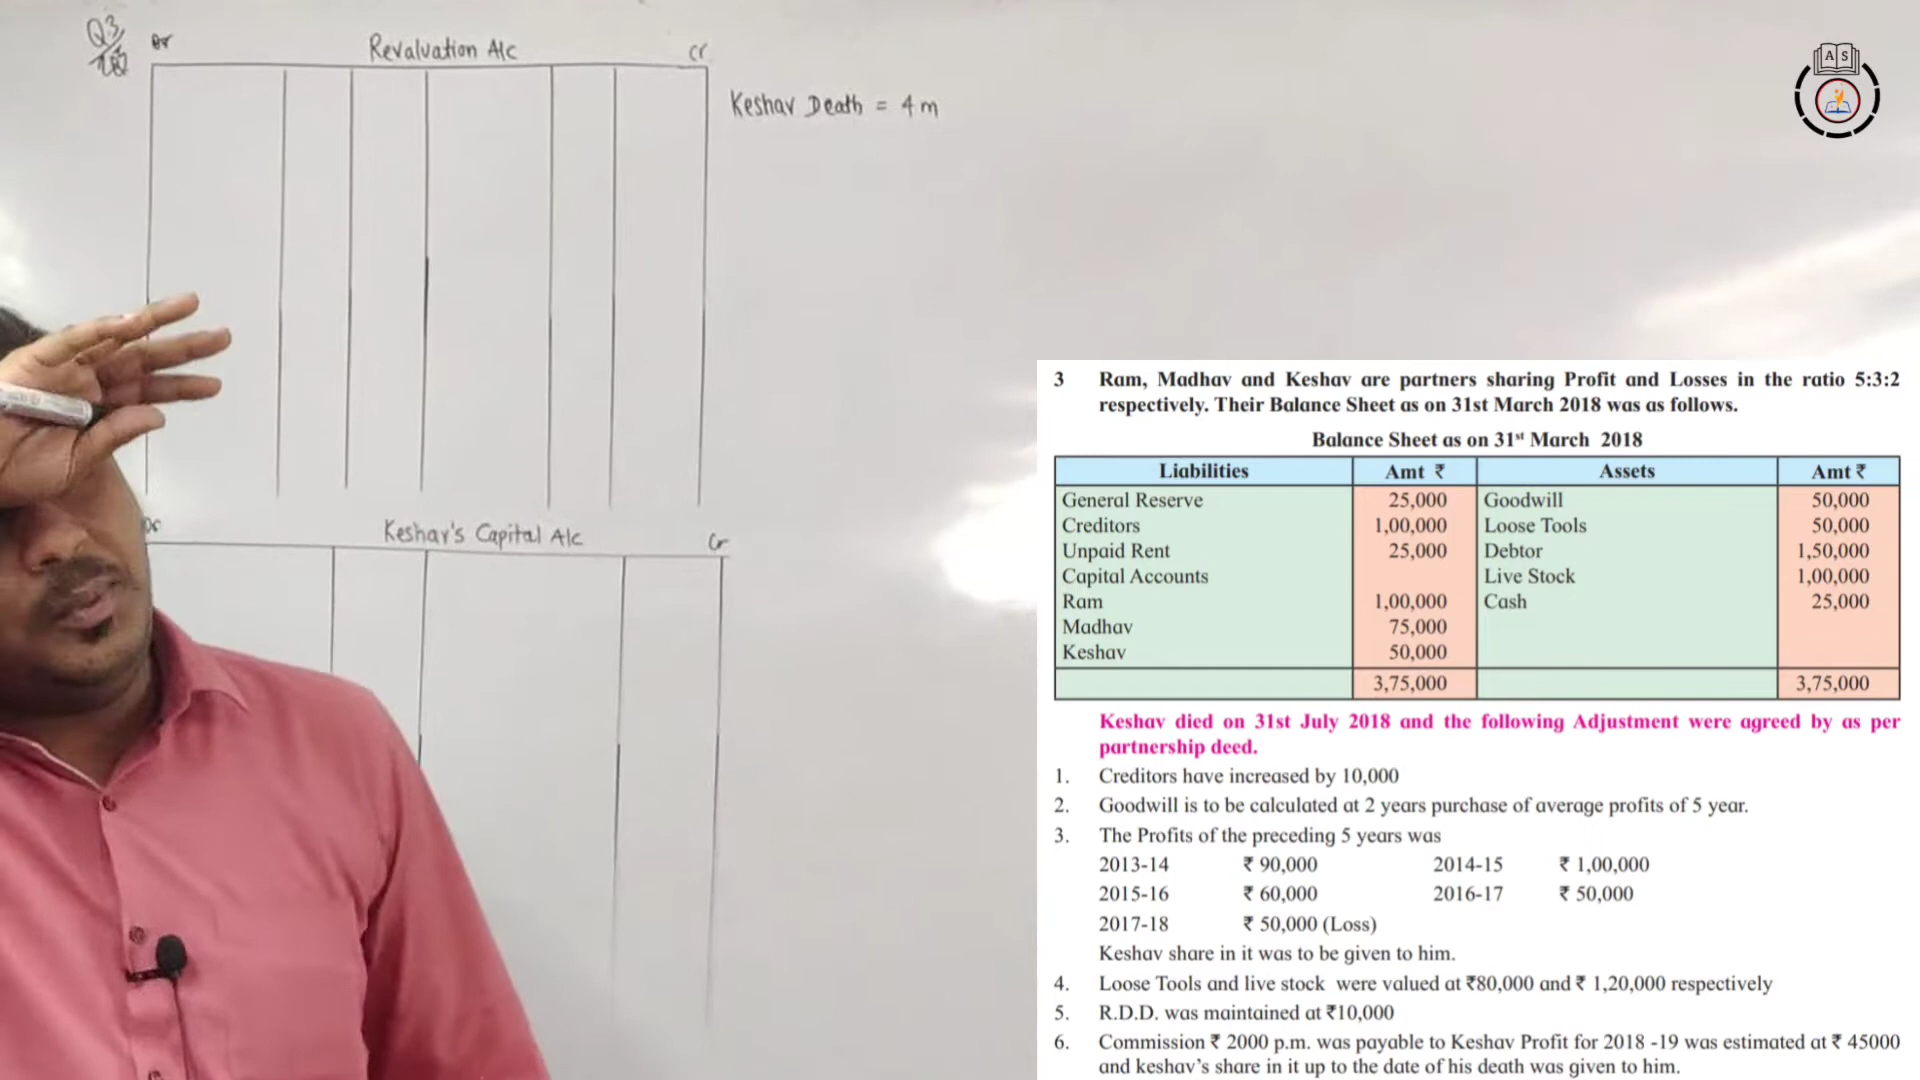 Q3
Dr Revaluation A/c Cr
Keshav Death = 4 m
Dr Keshav's Capital A/c Cr
A S
3 Ram, Madhav and Keshav are partners sharing Profit and Losses in the ratio 5:3:2
respectively. Their Balance Sheet as on 31st March 2018 was as follows.
Balance Sheet as on 31st March 2018
Liabilities Amt ₹ Assets Amt ₹
General Reserve 25,000 Goodwill 50,000
Creditors 1,00,000 Loose Tools 50,000
Unpaid Rent 25,000 Debtor 1,50,000
Capital Accounts Live Stock 1,00,000
Ram 1,00,000 Cash 25,000
Madhav 75,000
Keshav 50,000
3,75,000 3,75,000
Keshav died on 31st July 2018 and the following Adjustment were agreed by as per
partnership deed.
1. Creditors have increased by 10,000
2. Goodwill is to be calculated at 2 years purchase of average profits of 5 year.
3. The Profits of the preceding 5 years was
2013-14 ₹ 90,000 2014-15 ₹ 1,00,000
2015-16 ₹ 60,000 2016-17 ₹ 50,000
2017-18 ₹ 50,000 (Loss)
Keshav share in it was to be given to him.
4. Loose Tools and live stock were valued at ₹80,000 and ₹ 1,20,000 respectively
5. R.D.D. was maintained at ₹10,000
6. Commission ₹ 2000 p.m. was payable to Keshav Profit for 2018 -19 was estimated at ₹ 45000
and keshav's share in it up to the date of his death was given to him.